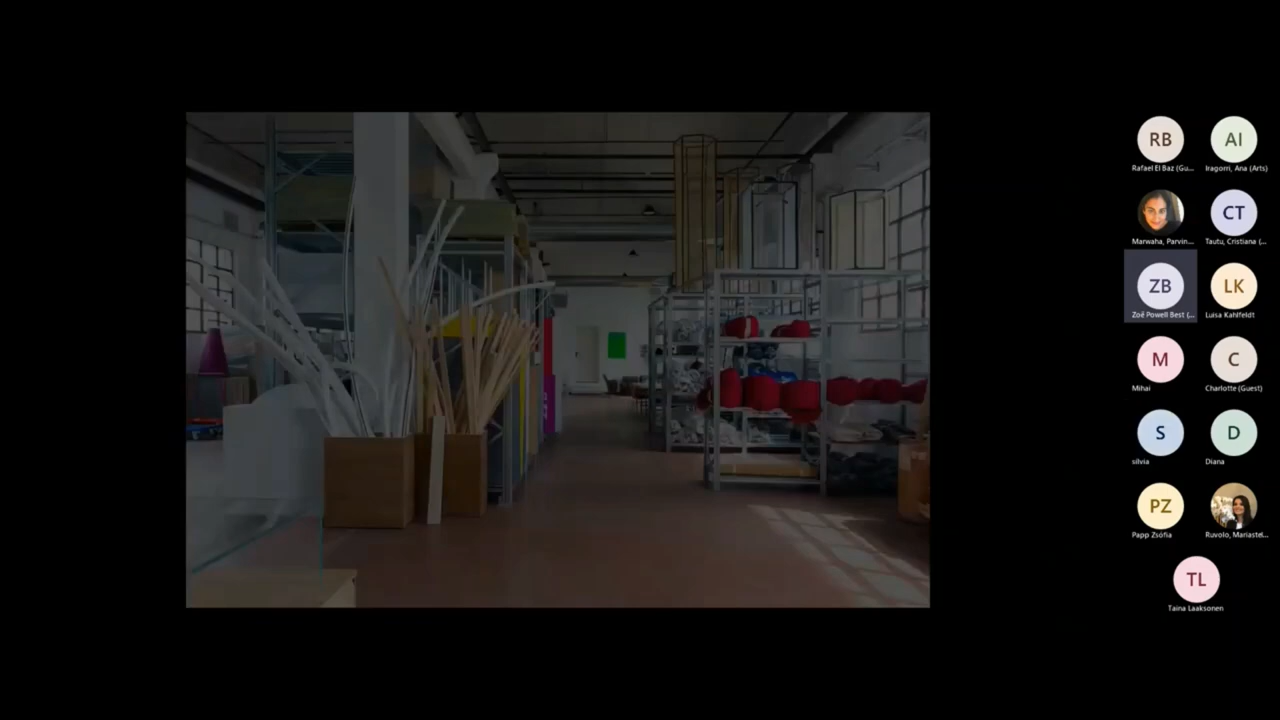 RB
AI
Rafael El Baz (Gu...
Iragorri, Ana (Arts)
CT
Marwaha, Parvin...
Tautu, Cristiana (...
ZB
LK
Zoë Powell Best (...
Luisa Kahlfeldt
M
C
Mihai
Charlotte (Guest)
S
D
silvia
Diana
PZ
Papp Zsófia
Ruvolo, Mariastel...
TL
Taina Laaksonen